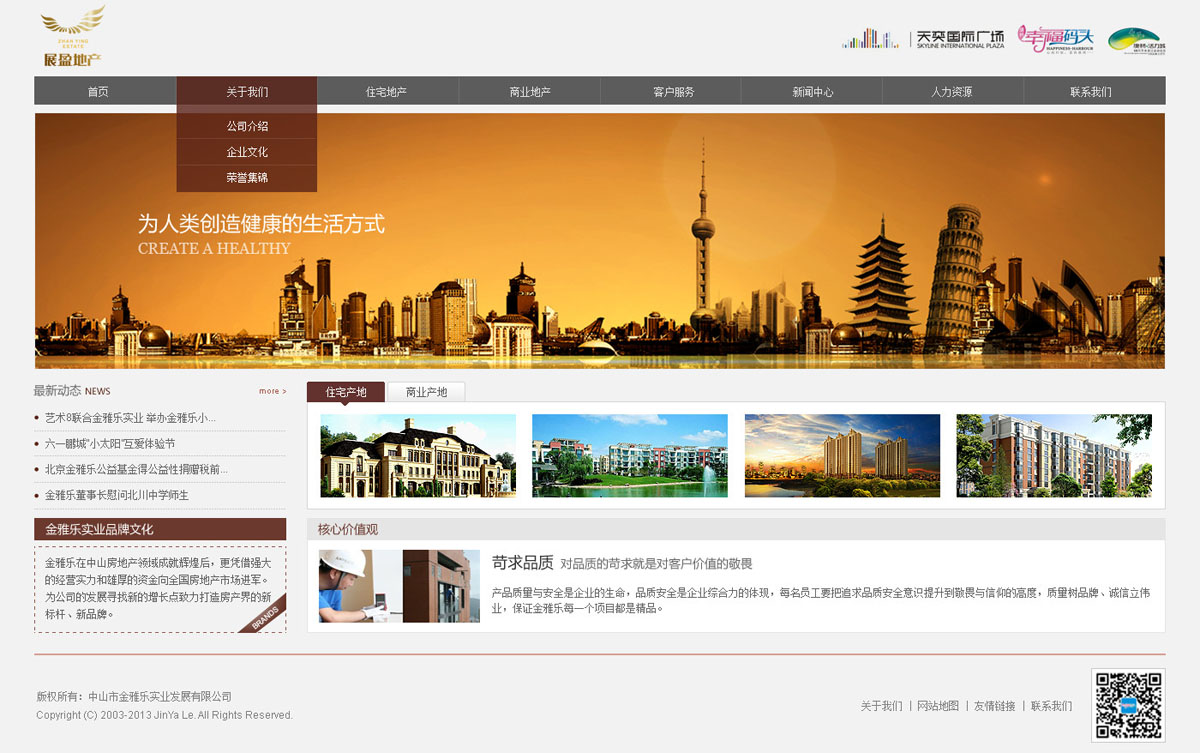 SHAN YING
ESTATE
展盈地产
天奕国际广场
SKYLINE INTERNATIONAL PLAZA
幸福码头
HAPPINESS HARBOUR
首页
关于我们
住宅地产
商业地产
客户服务
新闻中心
人力资源
联系我们
公司介绍
企业文化
荣誉集锦
为人类创造健康的生活方式
CREATE A HEALTHY
最新动态 NEWS
more >
艺术8联合金雅乐实业 举办金雅乐小...
六一鹏城“小太阳”互爱体验节
北京金雅乐公益基金得公益性捐赠税前...
金雅乐董事长慰问北川中学师生
住宅产地
商业产地
金雅乐实业品牌文化
金雅乐在中山房地产领域成就辉煌后，更凭借强大
的经营实力和雄厚的资金向全国房地产市场进军。
为公司的发展寻找新的增长点致力打造房产界的新
标杆、新品牌。
BRANDS
核心价值观
苛求品质 对品质的苛求就是对客户价值的敬畏
产品质量与安全是企业的生命，品质安全是企业综合力的体现，每名员工要把追求品质安全意识提升到敬畏与信仰的高度，质量树品牌、诚信立伟
业，保证金雅乐每一个项目都是精品。
版权所有：中山市金雅乐实业发展有限公司
Copyright (C) 2003-2013 JinYa Le. All Rights Reserved.
关于我们 | 网站地图 | 友情链接 | 联系我们